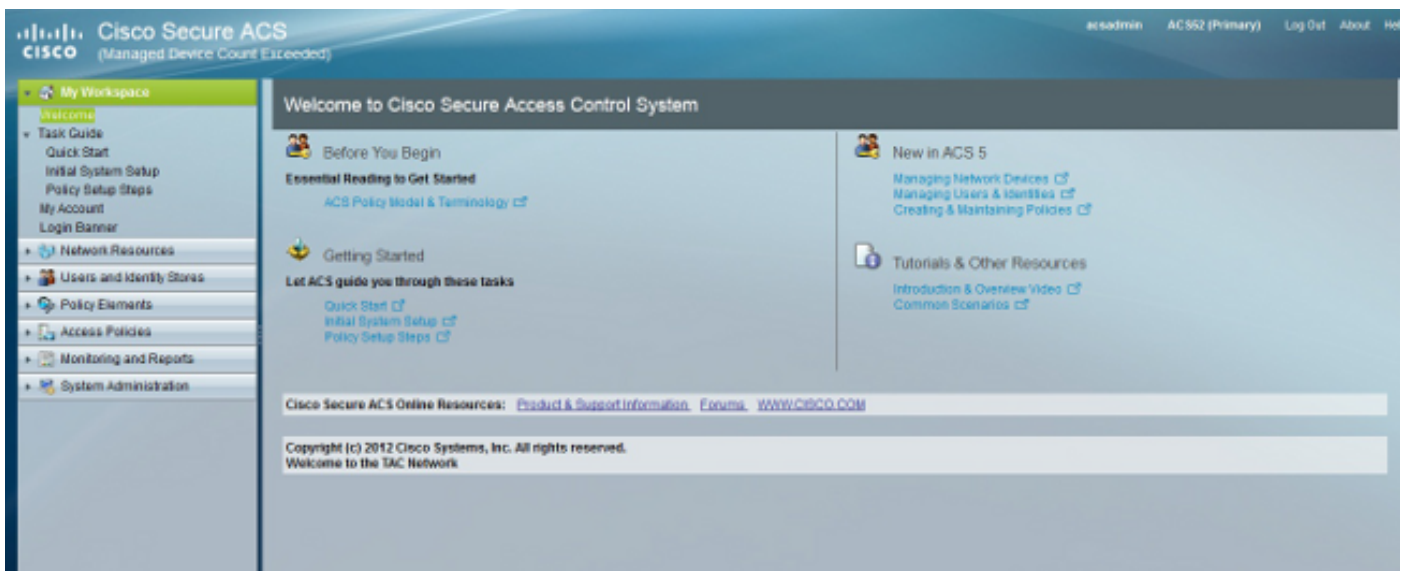 Cisco Secure ACS
CISCO (Managed Device Count Exceeded)
acsadmin ACS52 (Primary) Log Out About Hel
My Workspace
Welcome
Task Guide
Quick Start
Initial System Setup
Policy Setup Steps
My Account
Login Banner
Network Resources
Users and Identity Stores
Policy Elements
Access Policies
Monitoring and Reports
System Administration
Welcome to Cisco Secure Access Control System
Before You Begin
Essential Reading to Get Started
ACS Policy Model & Terminology
Getting Started
Let ACS guide you through these tasks
Quick Start
Initial System Setup
Policy Setup Steps
New in ACS 5
Managing Network Devices
Managing Users & Identities
Creating & Maintaining Policies
Tutorials & Other Resources
Introduction & Overview Video
Common Scenarios
Cisco Secure ACS Online Resources: Product & Support Information Forums WWW.CISCO.COM
Copyright (c) 2012 Cisco Systems, Inc. All rights reserved.
Welcome to the TAC Network